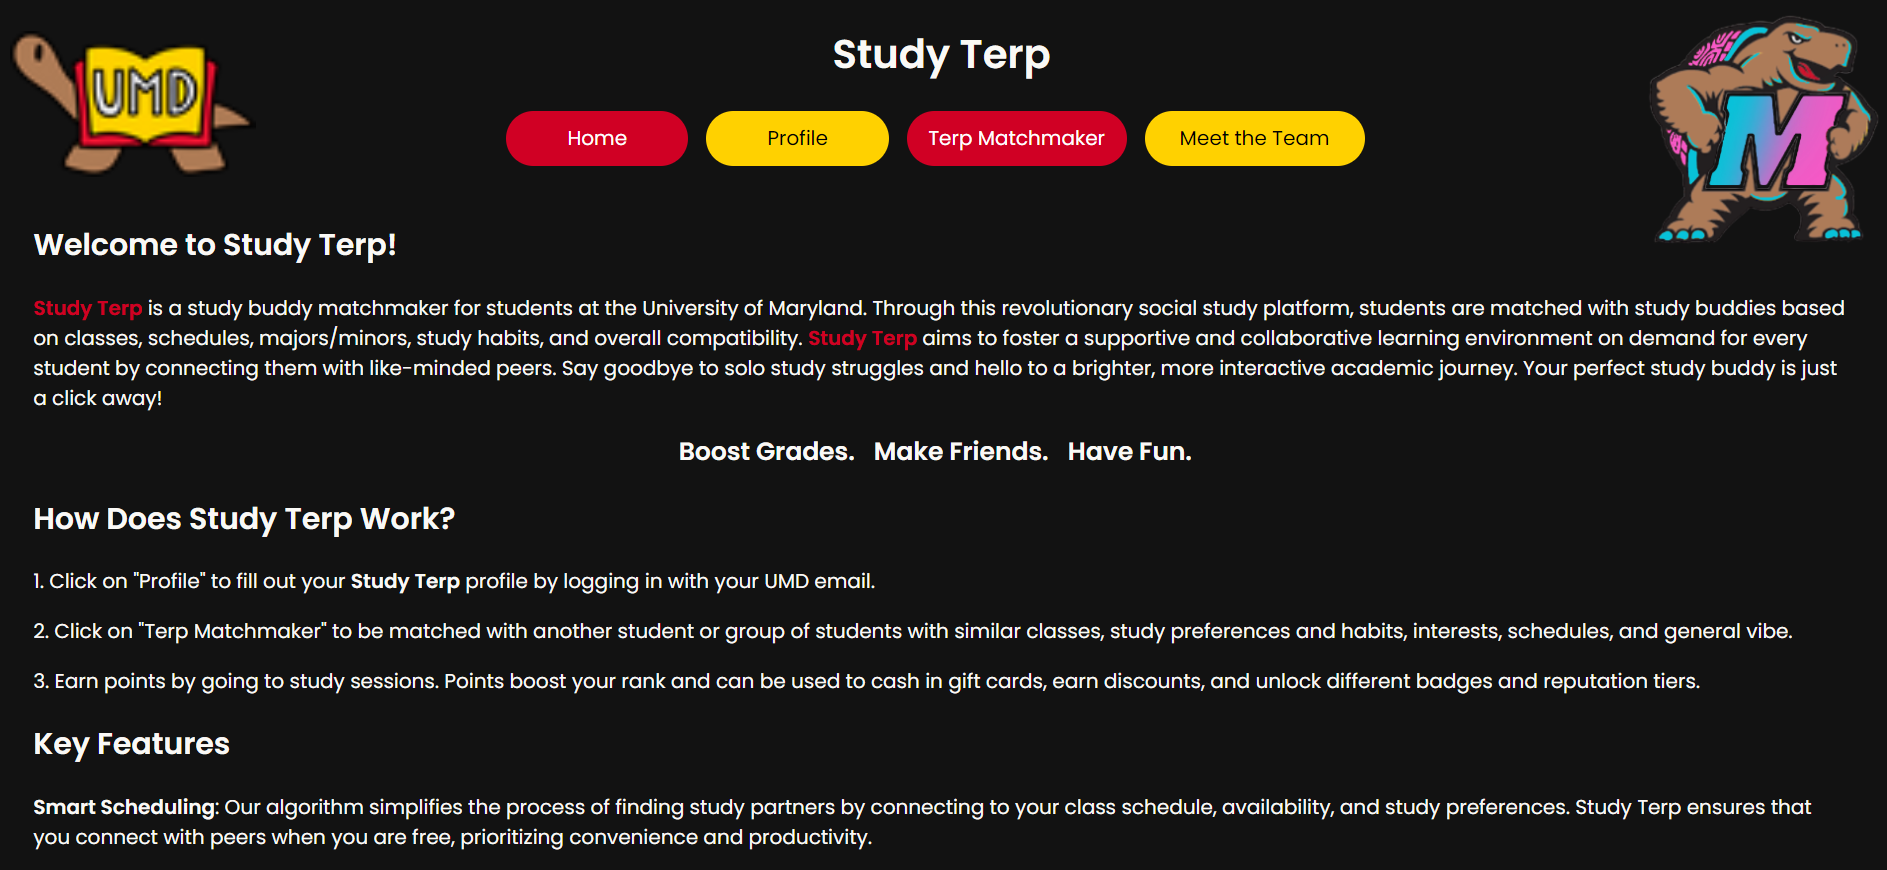 UMD
Study Terp
M
Home
Profile
Terp Matchmaker
Meet the Team
Welcome to Study Terp!
Study Terp is a study buddy matchmaker for students at the University of Maryland. Through this revolutionary social study platform, students are matched with study buddies based
on classes, schedules, majors/minors, study habits, and overall compatibility. Study Terp aims to foster a supportive and collaborative learning environment on demand for every
student by connecting them with like-minded peers. Say goodbye to solo study struggles and hello to a brighter, more interactive academic journey. Your perfect study buddy is just
a click away!
Boost Grades. Make Friends. Have Fun.
How Does Study Terp Work?
1. Click on "Profile" to fill out your Study Terp profile by logging in with your UMD email.
2. Click on "Terp Matchmaker" to be matched with another student or group of students with similar classes, study preferences and habits, interests, schedules, and general vibe.
3. Earn points by going to study sessions. Points boost your rank and can be used to cash in gift cards, earn discounts, and unlock different badges and reputation tiers.
Key Features
Smart Scheduling: Our algorithm simplifies the process of finding study partners by connecting to your class schedule, availability, and study preferences. Study Terp ensures that
you connect with peers when you are free, prioritizing convenience and productivity.